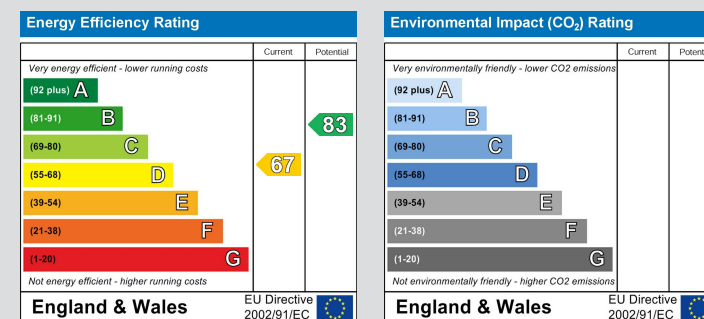 Energy Efficiency Rating
Current Potential
Very energy efficient - lower running costs
(92 plus) A
(81-91) B
83
(69-80) C
(55-68) D
67
(39-54) E
(21-38) F
(1-20) G
Not energy efficient - higher running costs
England & Wales
EU Directive
2002/91/EC
Environmental Impact (CO₂) Rating
Current Potent
Very environmentally friendly - lower CO2 emissions
(92 plus) A
(81-91) B
(69-80) C
(55-68) D
(39-54) E
(21-38) F
(1-20) G
Not environmentally friendly - higher CO2 emissions
England & Wales
EU Directive
2002/91/EC